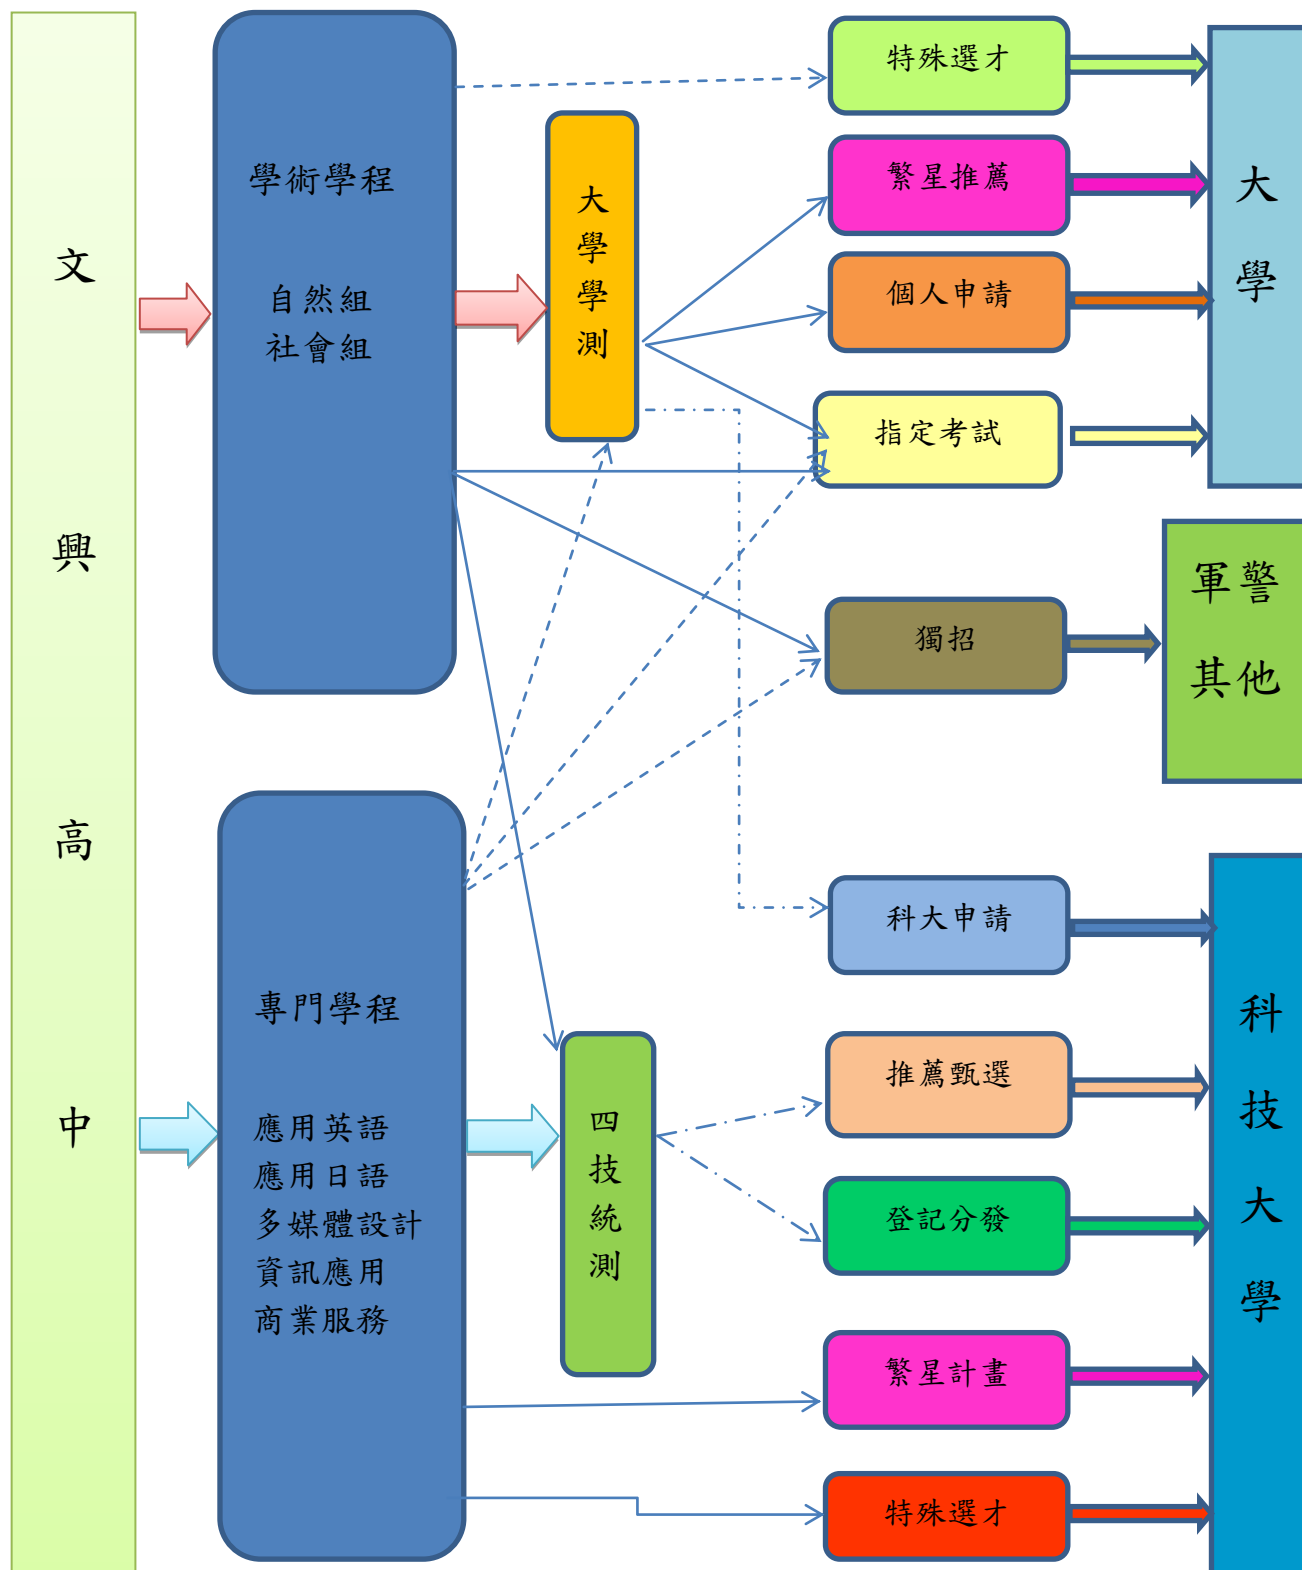 文
興
高
中
學術學程
自然組
社會組
專門學程
應用英語
應用日語
多媒體設計
資訊應用
商業服務
大
學
學
測
四
技
統
測
特殊選才
繁星推薦
個人申請
指定考試
獨招
科大申請
推薦甄選
登記分發
繁星計畫
特殊選才
大
學
軍警
其他
科
技
大
學